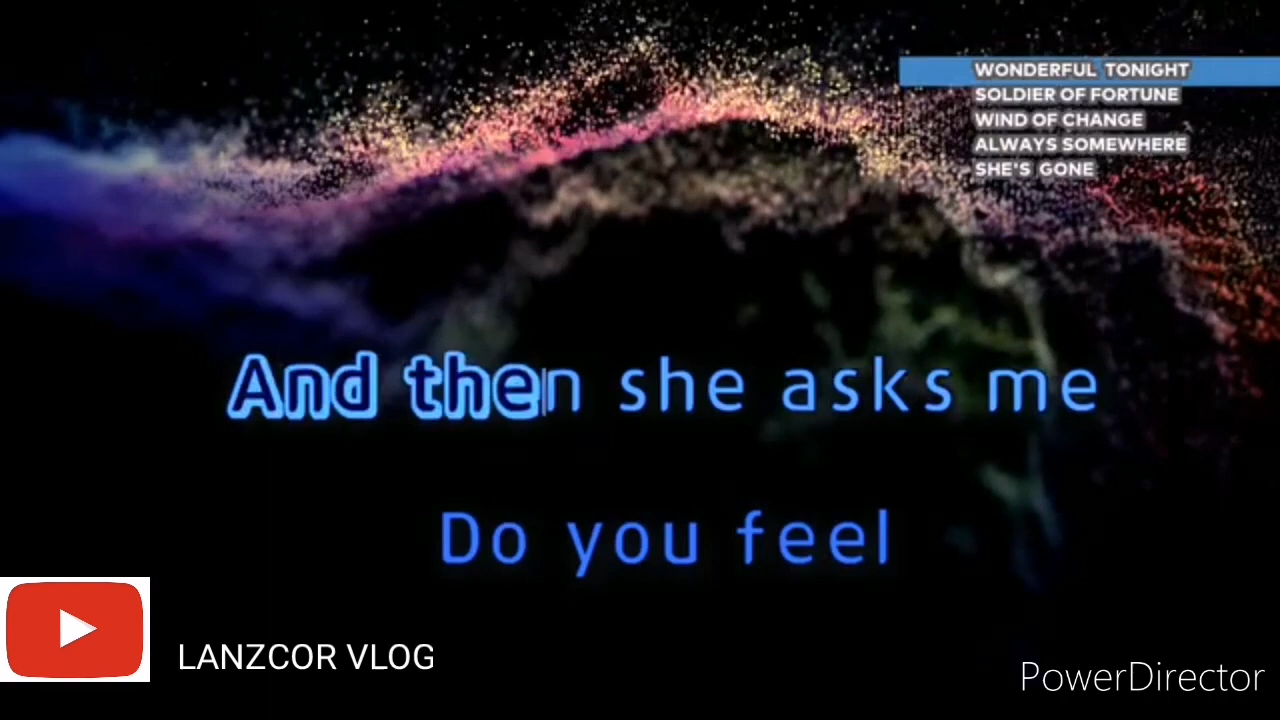 WONDERFUL TONIGHT
SOLDIER OF FORTUNE
WIND OF CHANGE
ALWAYS SOMEWHERE
SHE'S GONE
And then she asks me
Do you feel
LANZCOR VLOG
PowerDirector